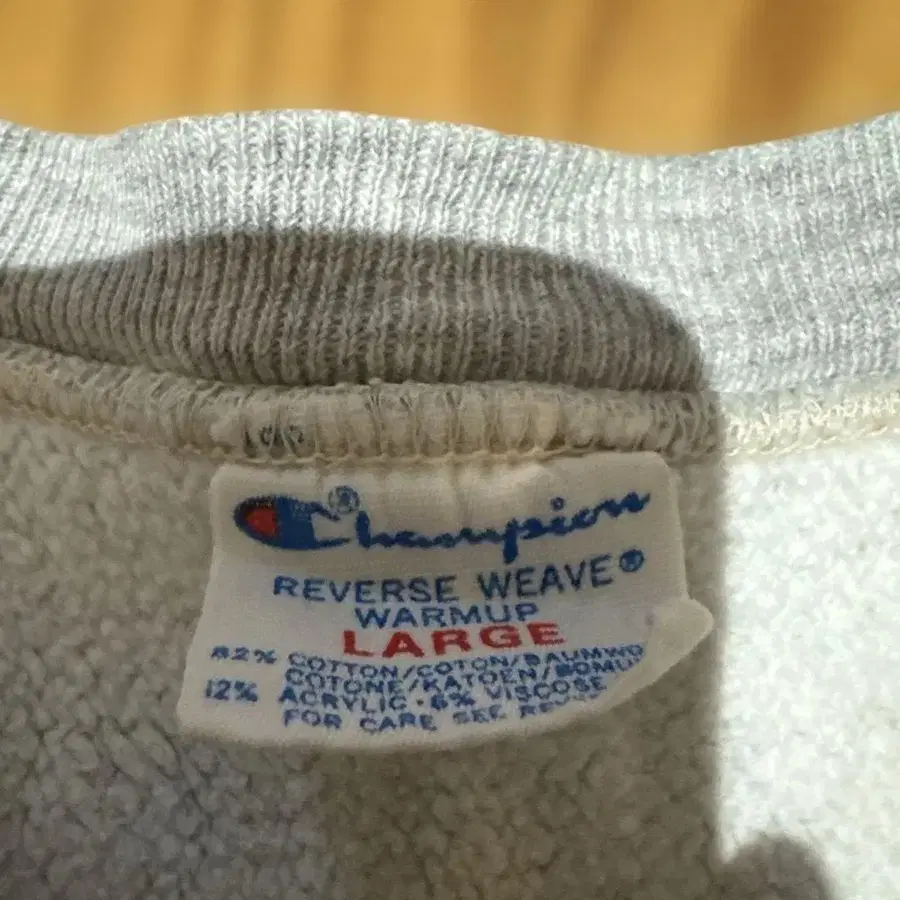 Champion®
REVERSE WEAVE®
WARMUP
LARGE
82% COTTON/COTON/BAUMWO
COTONE/KATOEN/BOMU
12% ACRYLIC · 6% VISCOSE
FOR CARE SEE